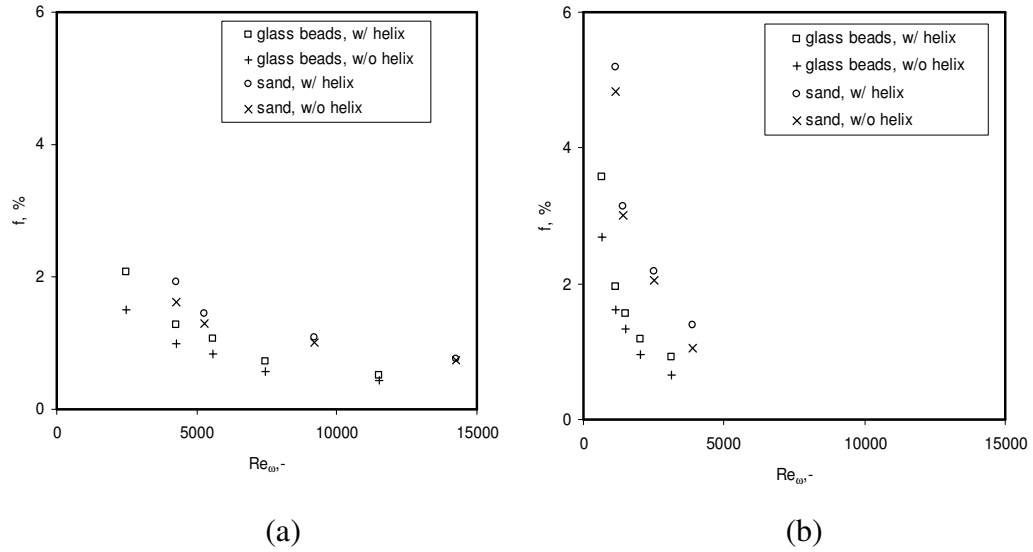 6
4
2
0
f, %
glass beads, w/ helix
glass beads, w/o helix
sand, w/ helix
sand, w/o helix
0 5000 10000 15000
Reω,-
(a)
6
4
2
0
f, %
glass beads, w/ helix
glass beads, w/o helix
sand, w/ helix
sand, w/o helix
0 5000 10000 15000
Reω,-
(b)